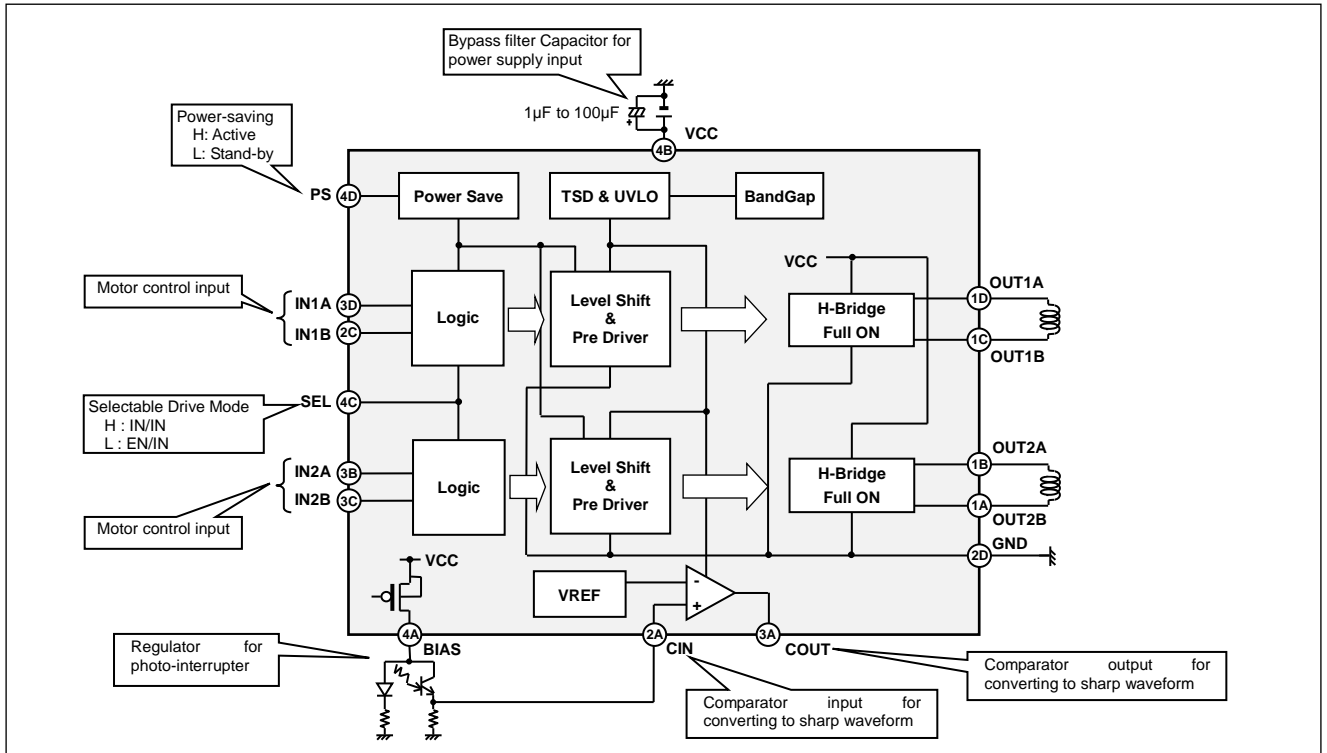 Bypass filter Capacitor for
power supply input
1µF to 100µF
+
VCC
4B
Power-saving
H: Active
L: Stand-by
PS
4D
Power Save
TSD & UVLO
BandGap
VCC
Motor control input
IN1A
3D
IN1B
2C
Logic
Level Shift
&
Pre Driver
H-Bridge
Full ON
OUT1A
1D
1C
OUT1B
Selectable Drive Mode
H : IN/IN
L : EN/IN
SEL
4C
IN2A
3B
IN2B
3C
Logic
Level Shift
&
Pre Driver
H-Bridge
Full ON
OUT2A
1B
1A
OUT2B
Motor control input
GND
2D
VCC
VREF
-
+
4A
BIAS
2A
CIN
3A
COUT
Regulator for
photo-interrupter
Comparator input for
converting to sharp waveform
Comparator output for
converting to sharp waveform